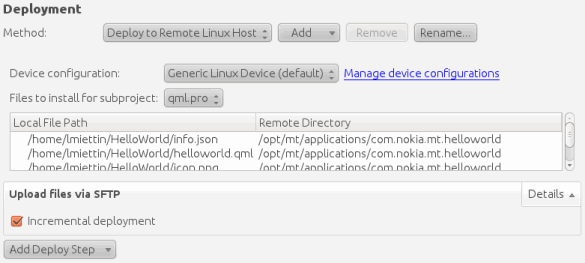 Deployment
Method: Deploy to Remote Linux Host Add Remove Rename...
Device configuration: Generic Linux Device (default) Manage device configurations
Files to install for subproject: qml.pro
Local File Path Remote Directory
/home/lmiettin/HelloWorld/info.json /opt/mt/applications/com.nokia.mt.helloworld
/home/lmiettin/HelloWorld/helloworld.qml /opt/mt/applications/com.nokia.mt.helloworld
/home/lmiettin/HelloWorld/icon.png /opt/mt/applications/com.nokia.mt.helloworld
Upload files via SFTP Details
Incremental deployment
Add Deploy Step